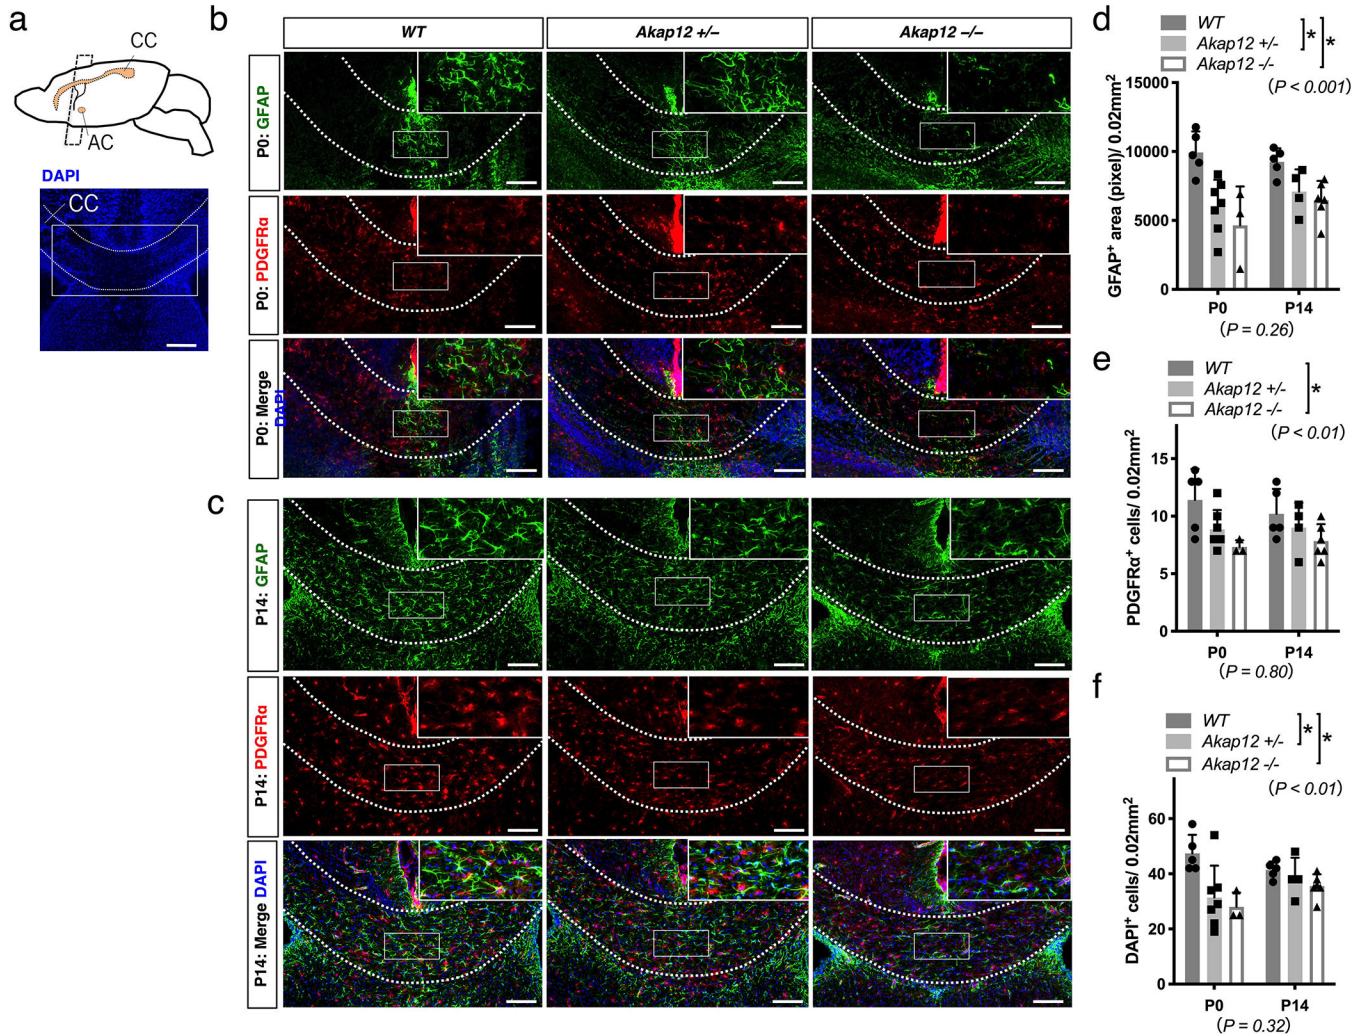 a
CC
AC
DAPI
CC
b
WT
Akap12 +/–
Akap12 –/–
P0: GFAP
P0: PDGFRα
P0: Merge
DAPI
c
P14: GFAP
P14: PDGFRα
P14: Merge DAPI
d
WT
Akap12 +/-
Akap12 -/-
*
*
(P < 0.001)
GFAP⁺ area (pixel)/ 0.02mm²
15000
10000
5000
0
P0
P14
(P = 0.26)
e
WT
Akap12 +/-
Akap12 -/-
*
(P < 0.01)
PDGFRα⁺ cells/ 0.02mm²
15
10
5
0
P0
P14
(P = 0.80)
f
WT
Akap12 +/-
Akap12 -/-
*
*
(P < 0.01)
DAPI⁺ cells/ 0.02mm²
60
40
20
0
P0
P14
(P = 0.32)